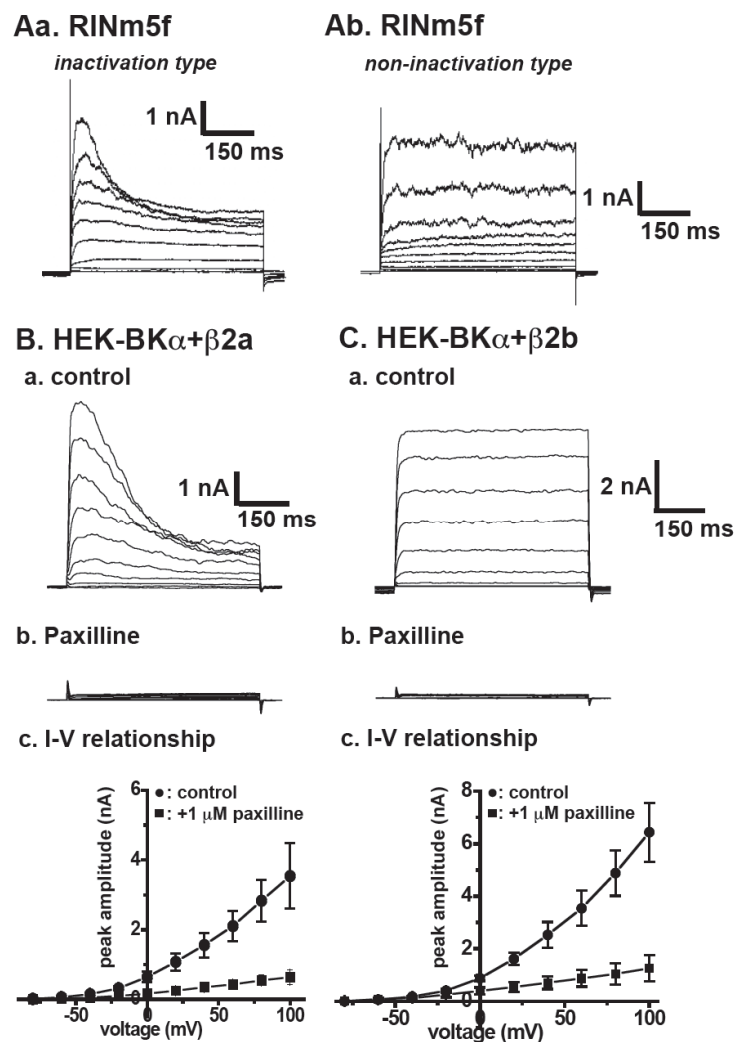 Aa. RINm5f
inactivation type
1 nA
150 ms
Ab. RINm5f
non-inactivation type
1 nA
150 ms
B. HEK-BKα+β2a
a. control
1 nA
150 ms
b. Paxilline
c. I-V relationship
peak amplitude (nA)
6
4
2
0
●: control
■: +1 μM paxilline
-50 0 50 100
voltage (mV)
C. HEK-BKα+β2b
a. control
2 nA
150 ms
b. Paxilline
c. I-V relationship
peak amplitude (nA)
8
6
4
2
0
●: control
■: +1 μM paxilline
-50 0 50 100
voltage (mV)